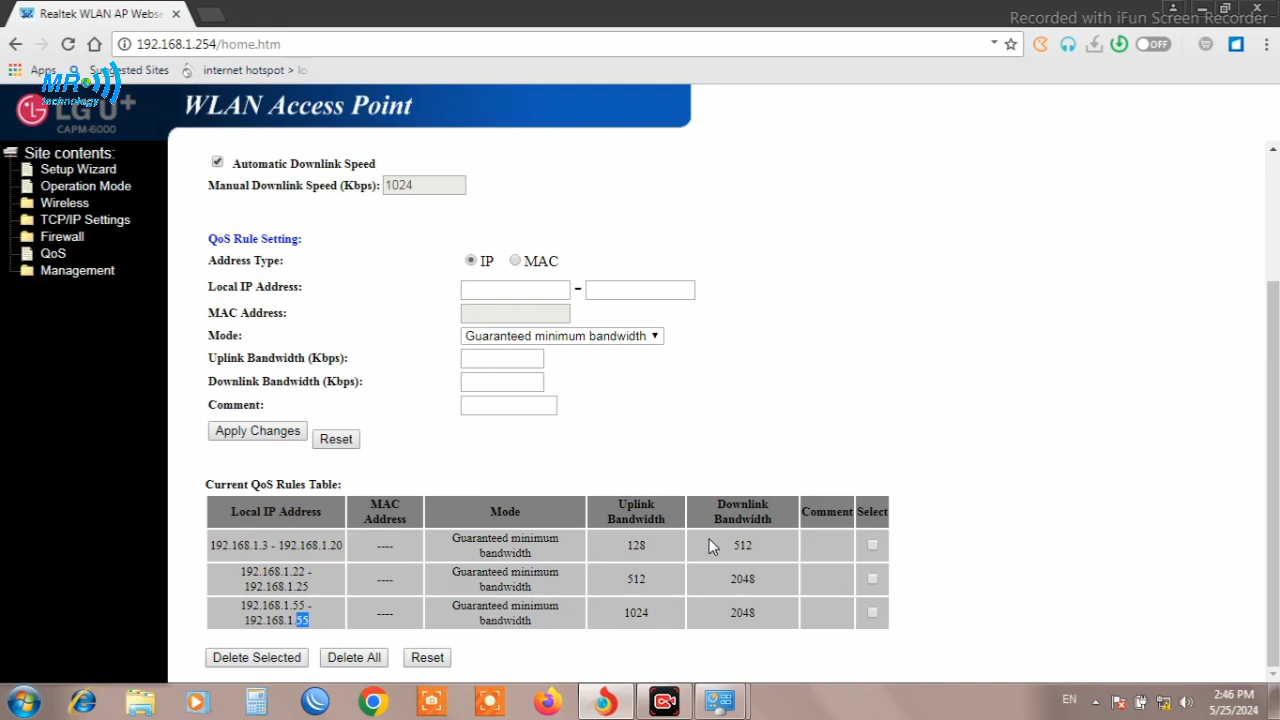 Realtek WLAN AP Webse
Recorded with iFun Screen Recorder
192.168.1.254/home.htm
OFF
Apps
Suggested Sites
internet hotspot > lo
MR
technology
LG U+
CAPM-6000
WLAN Access Point
Site contents:
Setup Wizard
Operation Mode
Wireless
TCP/IP Settings
Firewall
QoS
Management
Automatic Downlink Speed
Manual Downlink Speed (Kbps): 1024
QoS Rule Setting:
Address Type: IP MAC
Local IP Address: -
MAC Address:
Mode: Guaranteed minimum bandwidth
Uplink Bandwidth (Kbps):
Downlink Bandwidth (Kbps):
Comment:
Apply Changes Reset
Current QoS Rules Table:
Local IP Address MAC Address Mode Uplink Bandwidth Downlink Bandwidth Comment Select
192.168.1.3 - 192.168.1.20 ---- Guaranteed minimum bandwidth 128 512
192.168.1.22 - 192.168.1.25 ---- Guaranteed minimum bandwidth 512 2048
192.168.1.55 - 192.168.1.55 ---- Guaranteed minimum bandwidth 1024 2048
Delete Selected Delete All Reset
EN
2:46 PM
5/25/2024